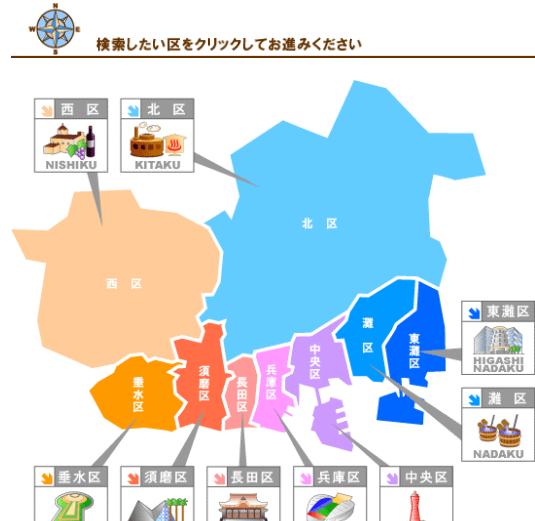 N
W E
S
検索したい区をクリックしてお進みください
西 区
NISHIKU
北 区
KITAKU
北 区
西 区
灘 区
東灘区
中央区
兵庫区
長田区
須磨区
垂水区
東灘区
HIGASHI
NADAKU
灘 区
NADAKU
垂水区
須磨区
長田区
兵庫区
中央区